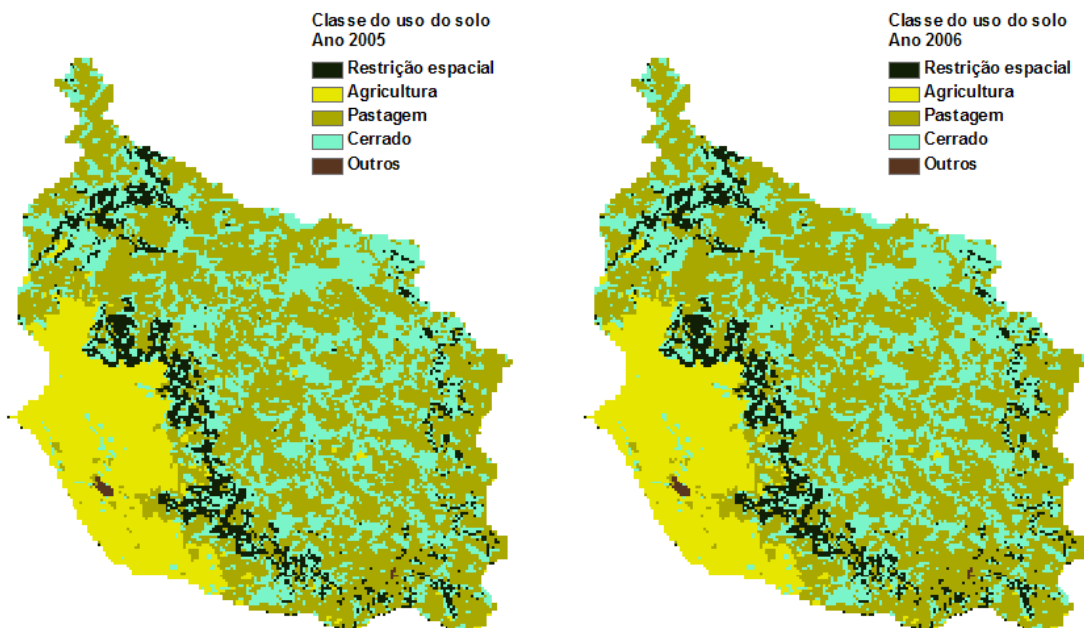 Classe do uso do solo
Ano 2005
Restrição espacial
Agricultura
Pastagem
Cerrado
Outros
Classe do uso do solo
Ano 2006
Restrição espacial
Agricultura
Pastagem
Cerrado
Outros